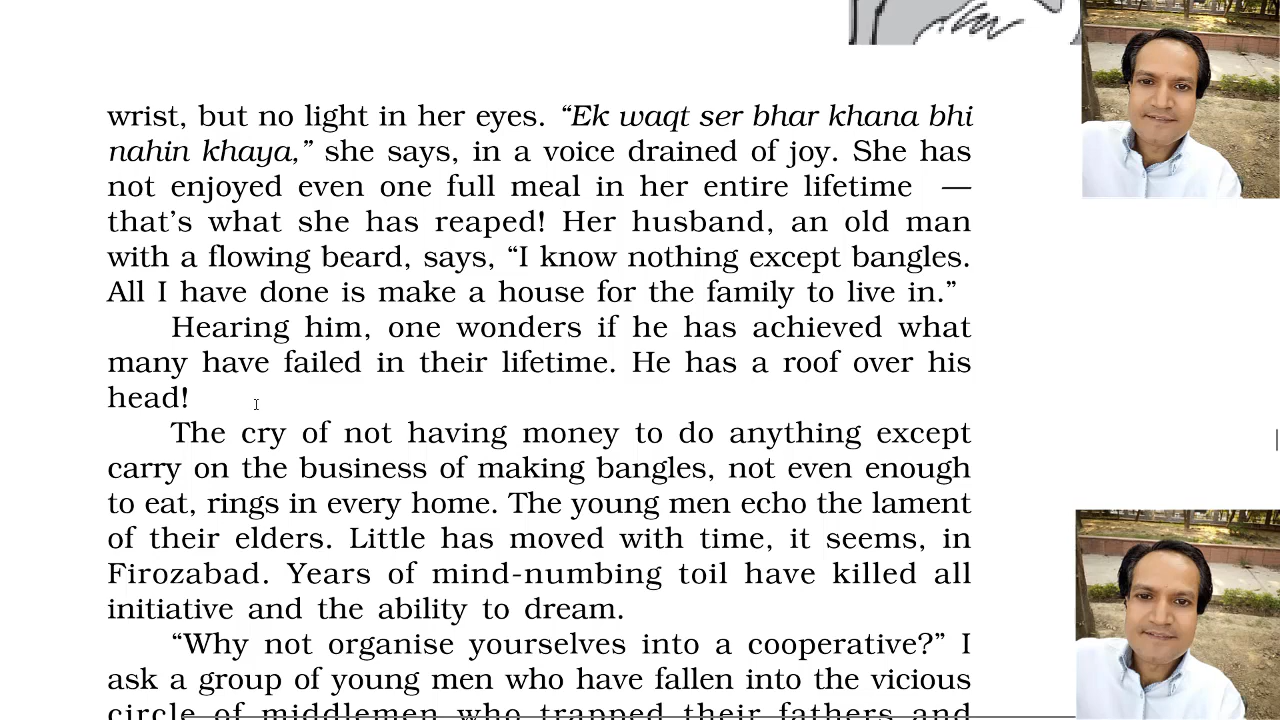 wrist, but no light in her eyes. “Ek waqt ser bhar khana bhi
nahin khaya,” she says, in a voice drained of joy. She has
not enjoyed even one full meal in her entire lifetime —
that’s what she has reaped! Her husband, an old man
with a flowing beard, says, “I know nothing except bangles.
All I have done is make a house for the family to live in.”
Hearing him, one wonders if he has achieved what
many have failed in their lifetime. He has a roof over his
head!
The cry of not having money to do anything except
carry on the business of making bangles, not even enough
to eat, rings in every home. The young men echo the lament
of their elders. Little has moved with time, it seems, in
Firozabad. Years of mind-numbing toil have killed all
initiative and the ability to dream.
“Why not organise yourselves into a cooperative?” I
ask a group of young men who have fallen into the vicious
circle of middlemen who trapped their fathers and